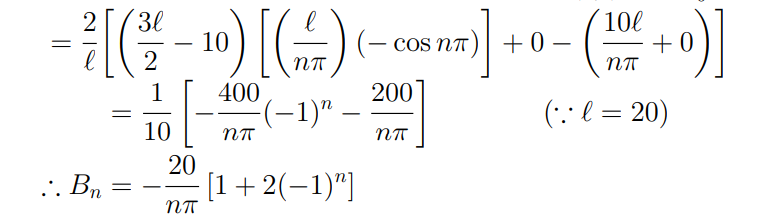 = 2/ℓ [ ( 3ℓ/2 − 10 ) [ ( ℓ/nπ ) (− cos nπ) ] + 0 − ( 10ℓ/nπ + 0 ) ]
= 1/10 [ − 400/nπ (−1)ⁿ − 200/nπ ] (∵ ℓ = 20)
∴ Bₙ = − 20/nπ [1 + 2(−1)ⁿ]